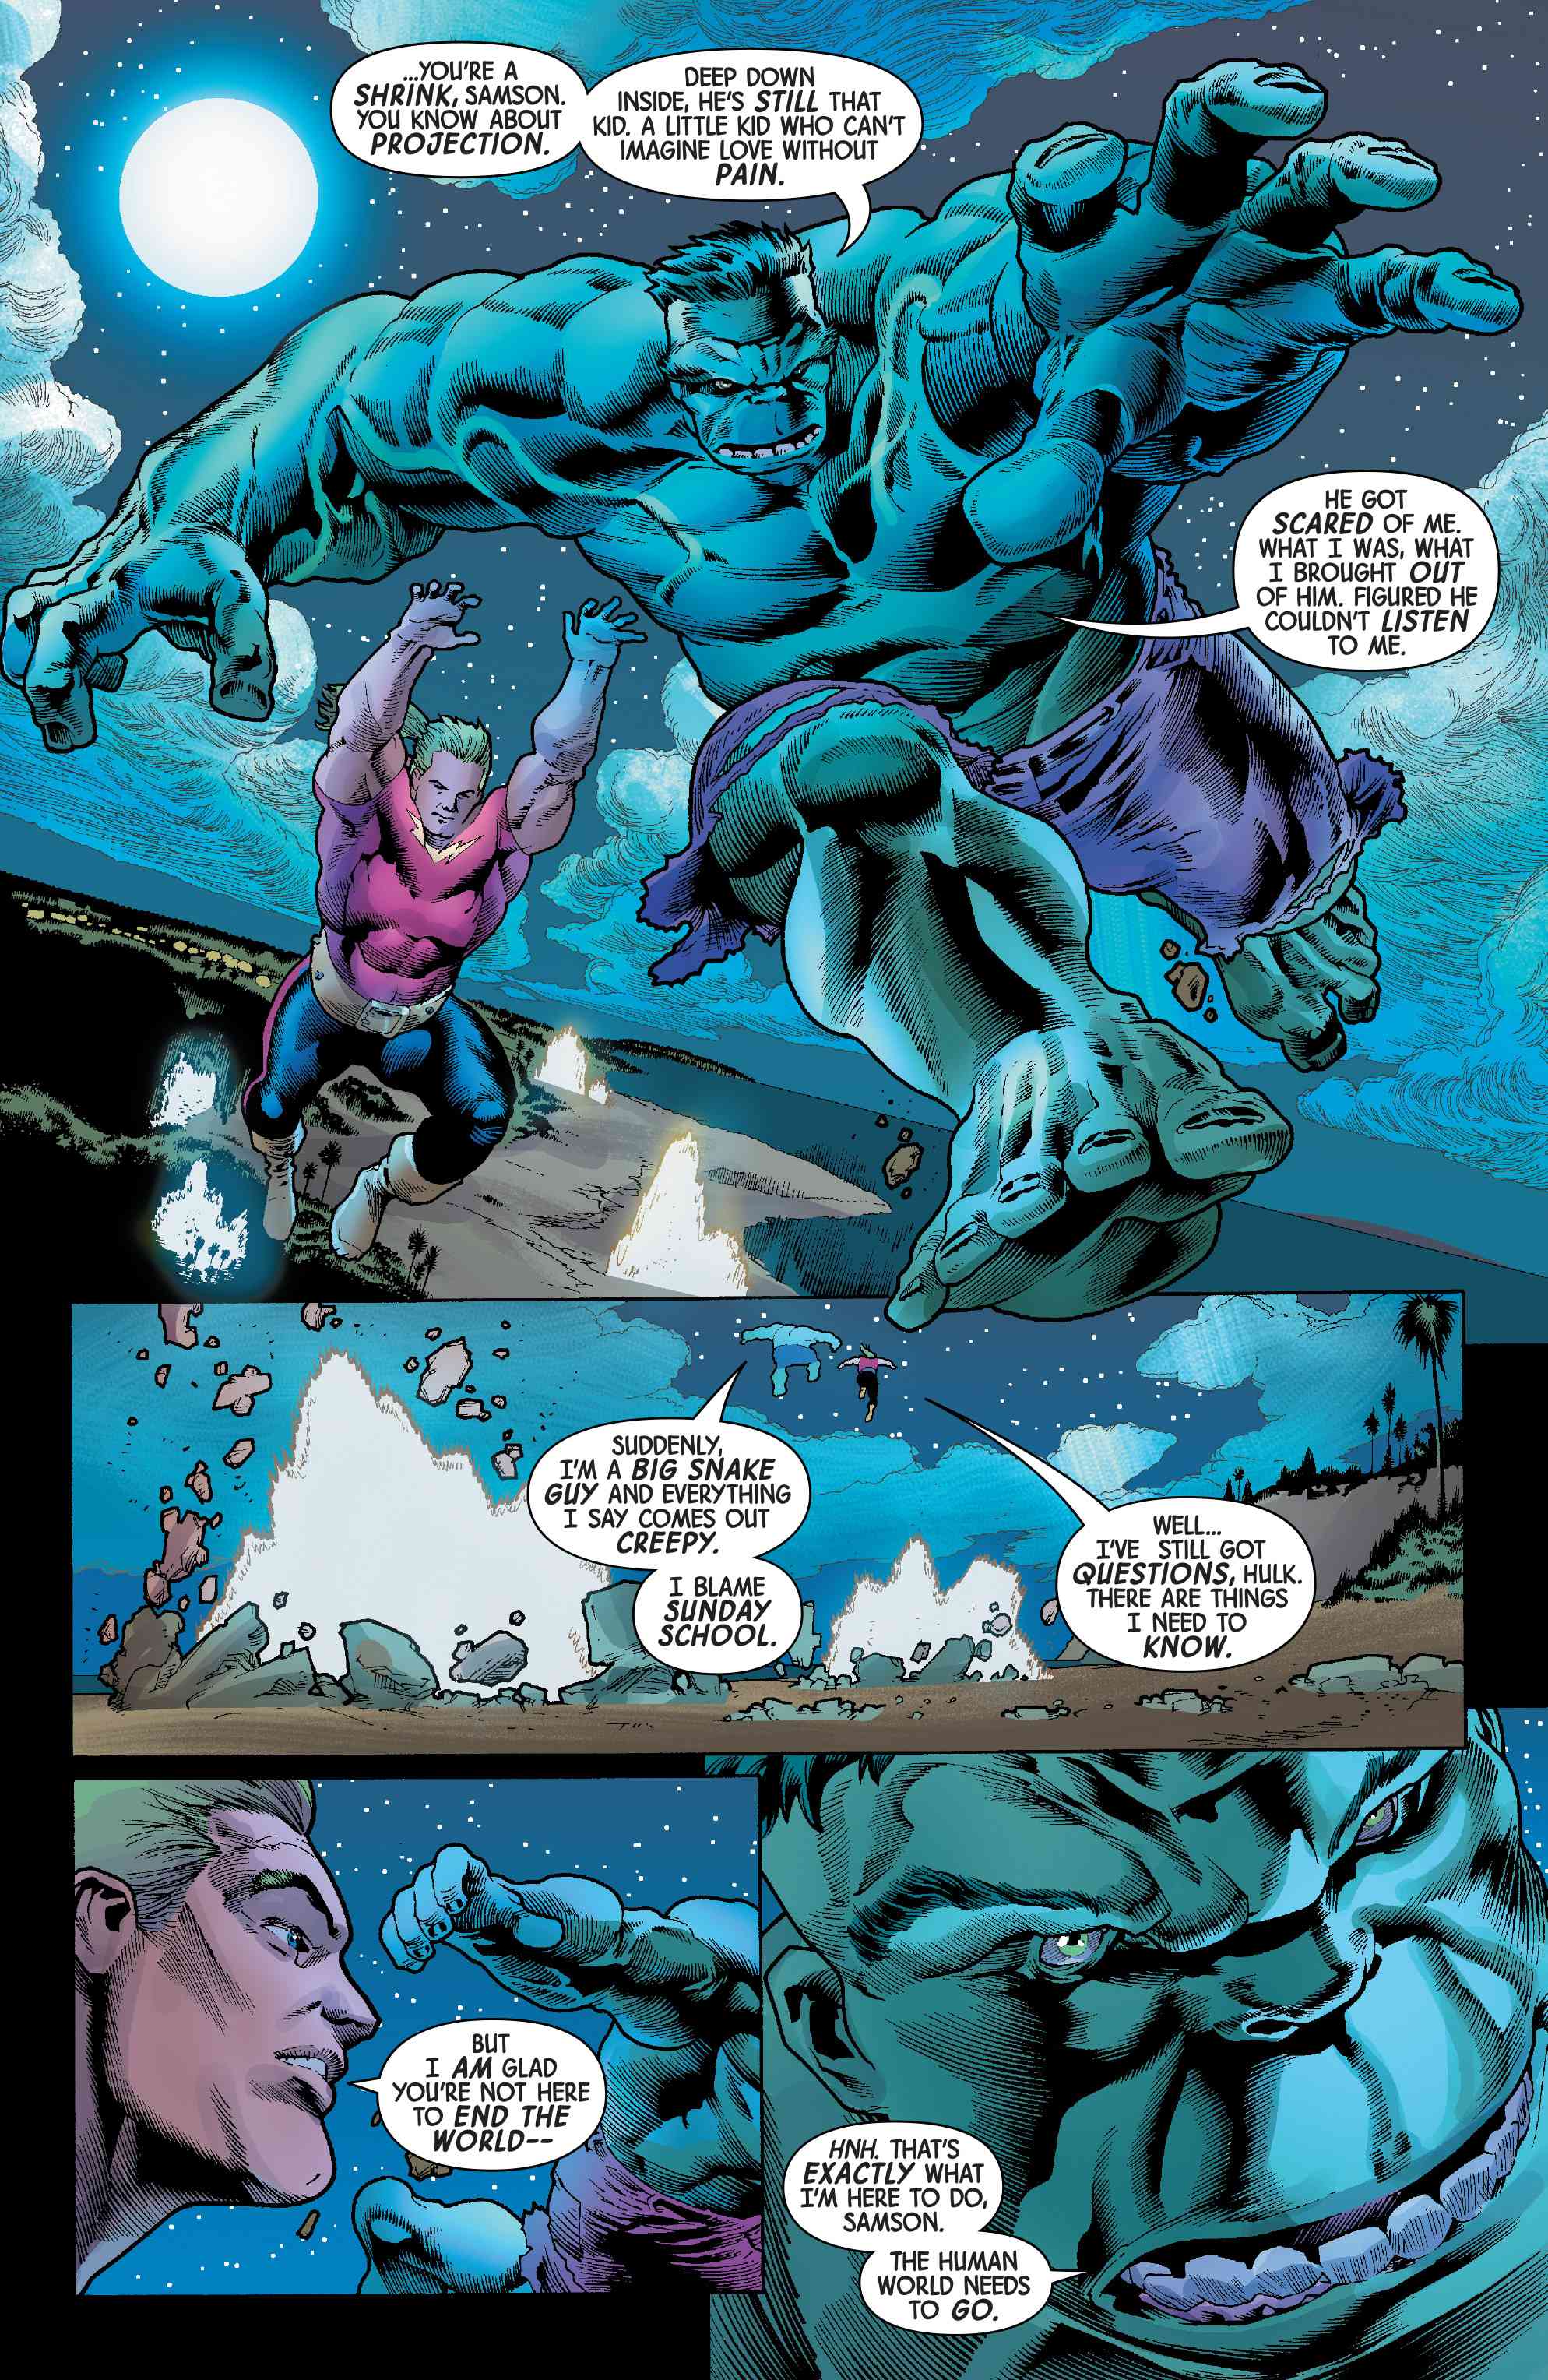 ...YOU'RE A
SHRINK, SAMSON.
YOU KNOW ABOUT
PROJECTION.
DEEP DOWN
INSIDE, HE'S STILL THAT
KID. A LITTLE KID WHO CAN'T
IMAGINE LOVE WITHOUT
PAIN.
HE GOT
SCARED OF ME.
WHAT I WAS, WHAT
I BROUGHT OUT
OF HIM. FIGURED HE
COULDN'T LISTEN
TO ME.
SUDDENLY,
I'M A BIG SNAKE
GUY AND EVERYTHING
I SAY COMES OUT
CREEPY.
I BLAME
SUNDAY
SCHOOL.
WELL...
I'VE STILL GOT
QUESTIONS, HULK.
THERE ARE THINGS
I NEED TO
KNOW.
BUT
I AM GLAD
YOU'RE NOT HERE
TO END THE
WORLD--
HNH. THAT'S
EXACTLY WHAT
I'M HERE TO DO,
SAMSON.
THE HUMAN
WORLD NEEDS
TO GO.